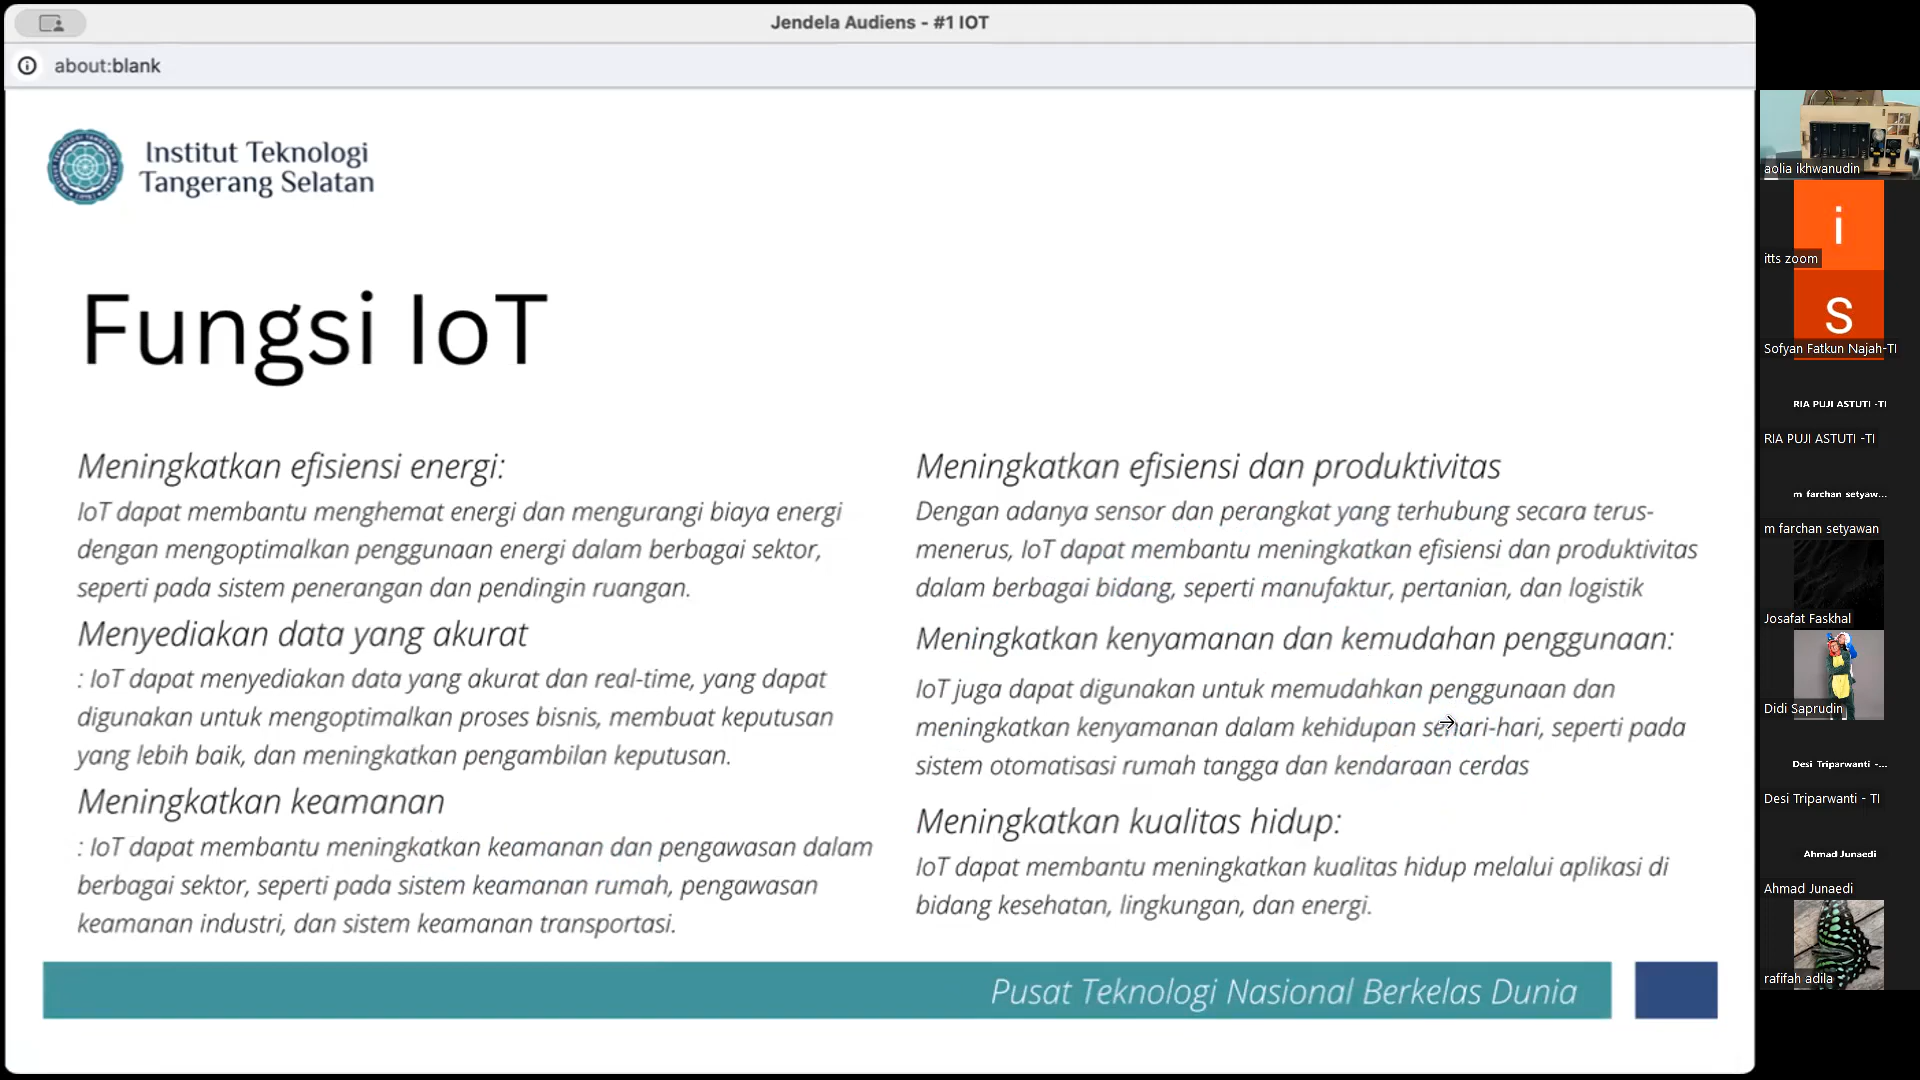 Jendela Audiens - #1 IOT
about:blank
Institut Teknologi
Tangerang Selatan
Fungsi IoT
Meningkatkan efisiensi energi:
IoT dapat membantu menghemat energi dan mengurangi biaya energi
dengan mengoptimalkan penggunaan energi dalam berbagai sektor,
seperti pada sistem penerangan dan pendingin ruangan.
Menyediakan data yang akurat
: IoT dapat menyediakan data yang akurat dan real-time, yang dapat
digunakan untuk mengoptimalkan proses bisnis, membuat keputusan
yang lebih baik, dan meningkatkan pengambilan keputusan.
Meningkatkan keamanan
: IoT dapat membantu meningkatkan keamanan dan pengawasan dalam
berbagai sektor, seperti pada sistem keamanan rumah, pengawasan
keamanan industri, dan sistem keamanan transportasi.
Meningkatkan efisiensi dan produktivitas
Dengan adanya sensor dan perangkat yang terhubung secara terus-
menerus, IoT dapat membantu meningkatkan efisiensi dan produktivitas
dalam berbagai bidang, seperti manufaktur, pertanian, dan logistik
Meningkatkan kenyamanan dan kemudahan penggunaan:
IoT juga dapat digunakan untuk memudahkan penggunaan dan
meningkatkan kenyamanan dalam kehidupan sehari-hari, seperti pada
sistem otomatisasi rumah tangga dan kendaraan cerdas
Meningkatkan kualitas hidup:
IoT dapat membantu meningkatkan kualitas hidup melalui aplikasi di
bidang kesehatan, lingkungan, dan energi.
Pusat Teknologi Nasional Berkelas Dunia
aolia ikhwanudin
i
itts zoom
S
Sofyan Fatkun Najah-TI
RIA PUJI ASTUTI -TI
RIA PUJI ASTUTI -TI
m farchan setyaw...
m farchan setyawan
Josafat Faskhal
Didi Saprudin
Desi Triparwanti -...
Desi Triparwanti - TI
Ahmad Junaedi
Ahmad Junaedi
rafifah adila